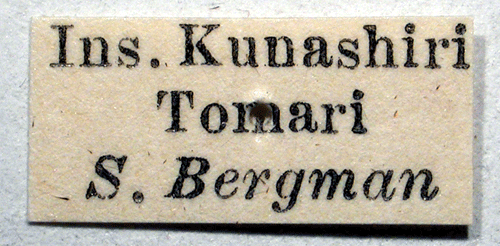 Ins. Kunashiri
Tomari
S. Bergman